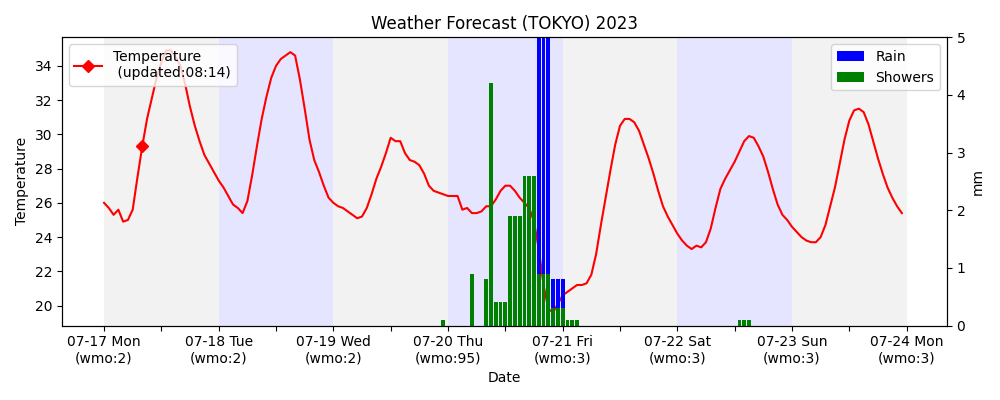 Weather Forecast (TOKYO) 2023
Temperature
(updated:08:14)
Rain
Showers
Temperature
34
32
30
28
26
24
22
20
5
4
3
2
1
0
mm
07-17 Mon 07-18 Tue 07-19 Wed 07-20 Thu 07-21 Fri 07-22 Sat 07-23 Sun 07-24 Mon
(wmo:2) (wmo:2) (wmo:2) (wmo:95) (wmo:3) (wmo:3) (wmo:3) (wmo:3)
Date